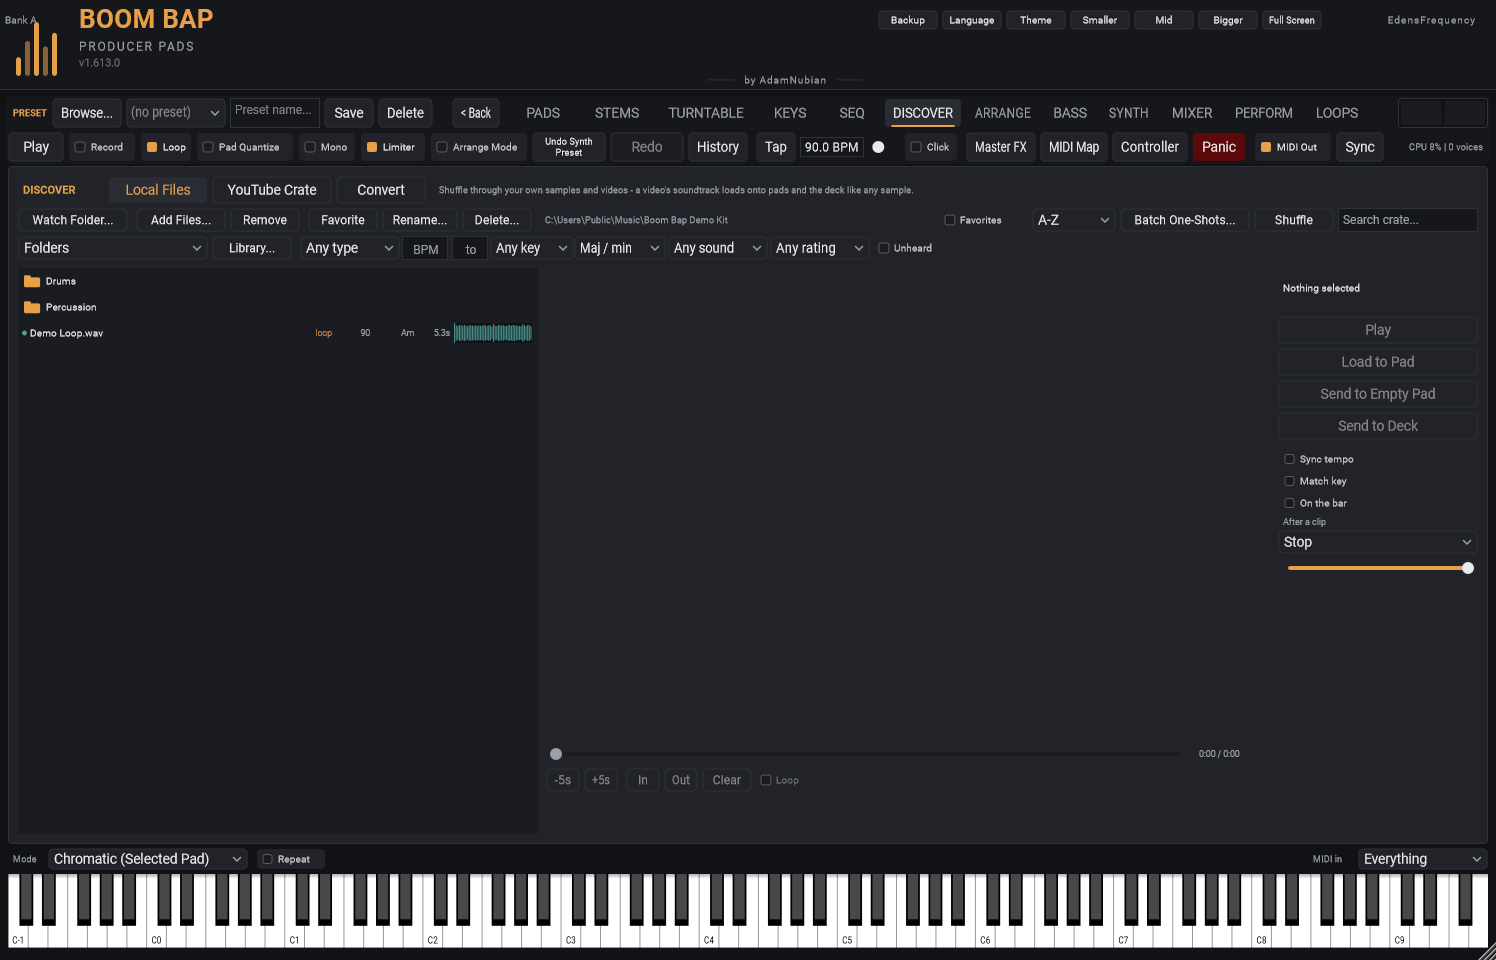 Bank A
BOOM BAP
PRODUCER PADS
v1.613.0
Backup Language Theme Smaller Mid Bigger Full Screen EdensFrequency
by AdamNubian
PRESET Browse... (no preset) Preset name... Save Delete < Back PADS STEMS TURNTABLE KEYS SEQ DISCOVER ARRANGE BASS SYNTH MIXER PERFORM LOOPS
Play Record Loop Pad Quantize Mono Limiter Arrange Mode Undo Synth Preset Redo History Tap 90.0 BPM Click Master FX MIDI Map Controller Panic MIDI Out Sync CPU 8% | 0 voices
DISCOVER Local Files YouTube Crate Convert Shuffle through your own samples and videos - a video's soundtrack loads onto pads and the deck like any sample.
Watch Folder... Add Files... Remove Favorite Rename... Delete... C:\Users\Public\Music\Boom Bap Demo Kit Favorites A-Z Batch One-Shots... Shuffle Search crate...
Folders Library... Any type BPM to Any key Maj / min Any sound Any rating Unheard
Drums
Percussion
Demo Loop.wav loop 90 Am 5.3s
Nothing selected
Play
Load to Pad
Send to Empty Pad
Send to Deck
Sync tempo
Match key
On the bar
After a clip
Stop
0:00 / 0:00
-5s +5s In Out Clear Loop
Mode Chromatic (Selected Pad) Repeat MIDI in Everything
C-1 C0 C1 C2 C3 C4 C5 C6 C7 C8 C9